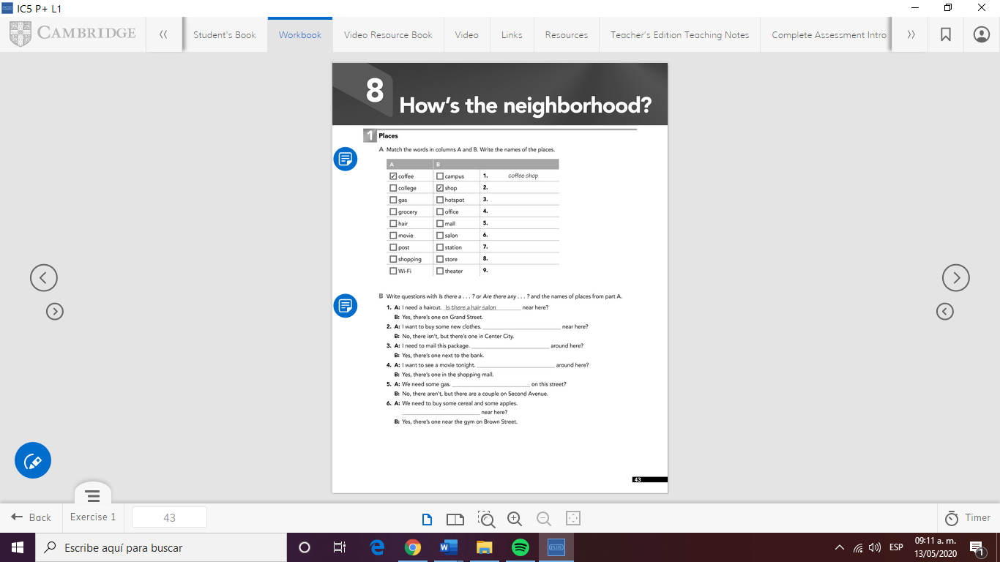 IC5 P+ L1
CAMBRIDGE
Student's Book
Workbook
Video Resource Book
Video
Links
Resources
Teacher's Edition Teaching Notes
Complete Assessment Intro
8 How's the neighborhood?
1 Places
A Match the words in columns A and B. Write the names of the places.
A B
coffee campus 1. coffee shop
college shop 2.
gas hotspot 3.
grocery office 4.
hair mall 5.
movie salon 6.
post station 7.
shopping store 8.
Wi-Fi theater 9.
B Write questions with Is there a . . . ? or Are there any . . . ? and the names of places from part A.
1. A: I need a haircut. Is there a hair salon near here?
B: Yes, there's one on Grand Street.
2. A: I want to buy some new clothes. ____ near here?
B: No, there isn't, but there's one in Center City.
3. A: I need to mail this package. ____ around here?
B: Yes, there's one next to the bank.
4. A: I want to see a movie tonight. ____ around here?
B: Yes, there's one in the shopping mall.
5. A: We need some gas. ____ on this street?
B: No, there aren't, but there are a couple on Second Avenue.
6. A: We need to buy some cereal and some apples.
____ near here?
B: Yes, there's one near the gym on Brown Street.
43
Back
Exercise 1
43
Timer
Escribe aquí para buscar
PLUS
ESP
09:11 a. m.
13/05/2020
1